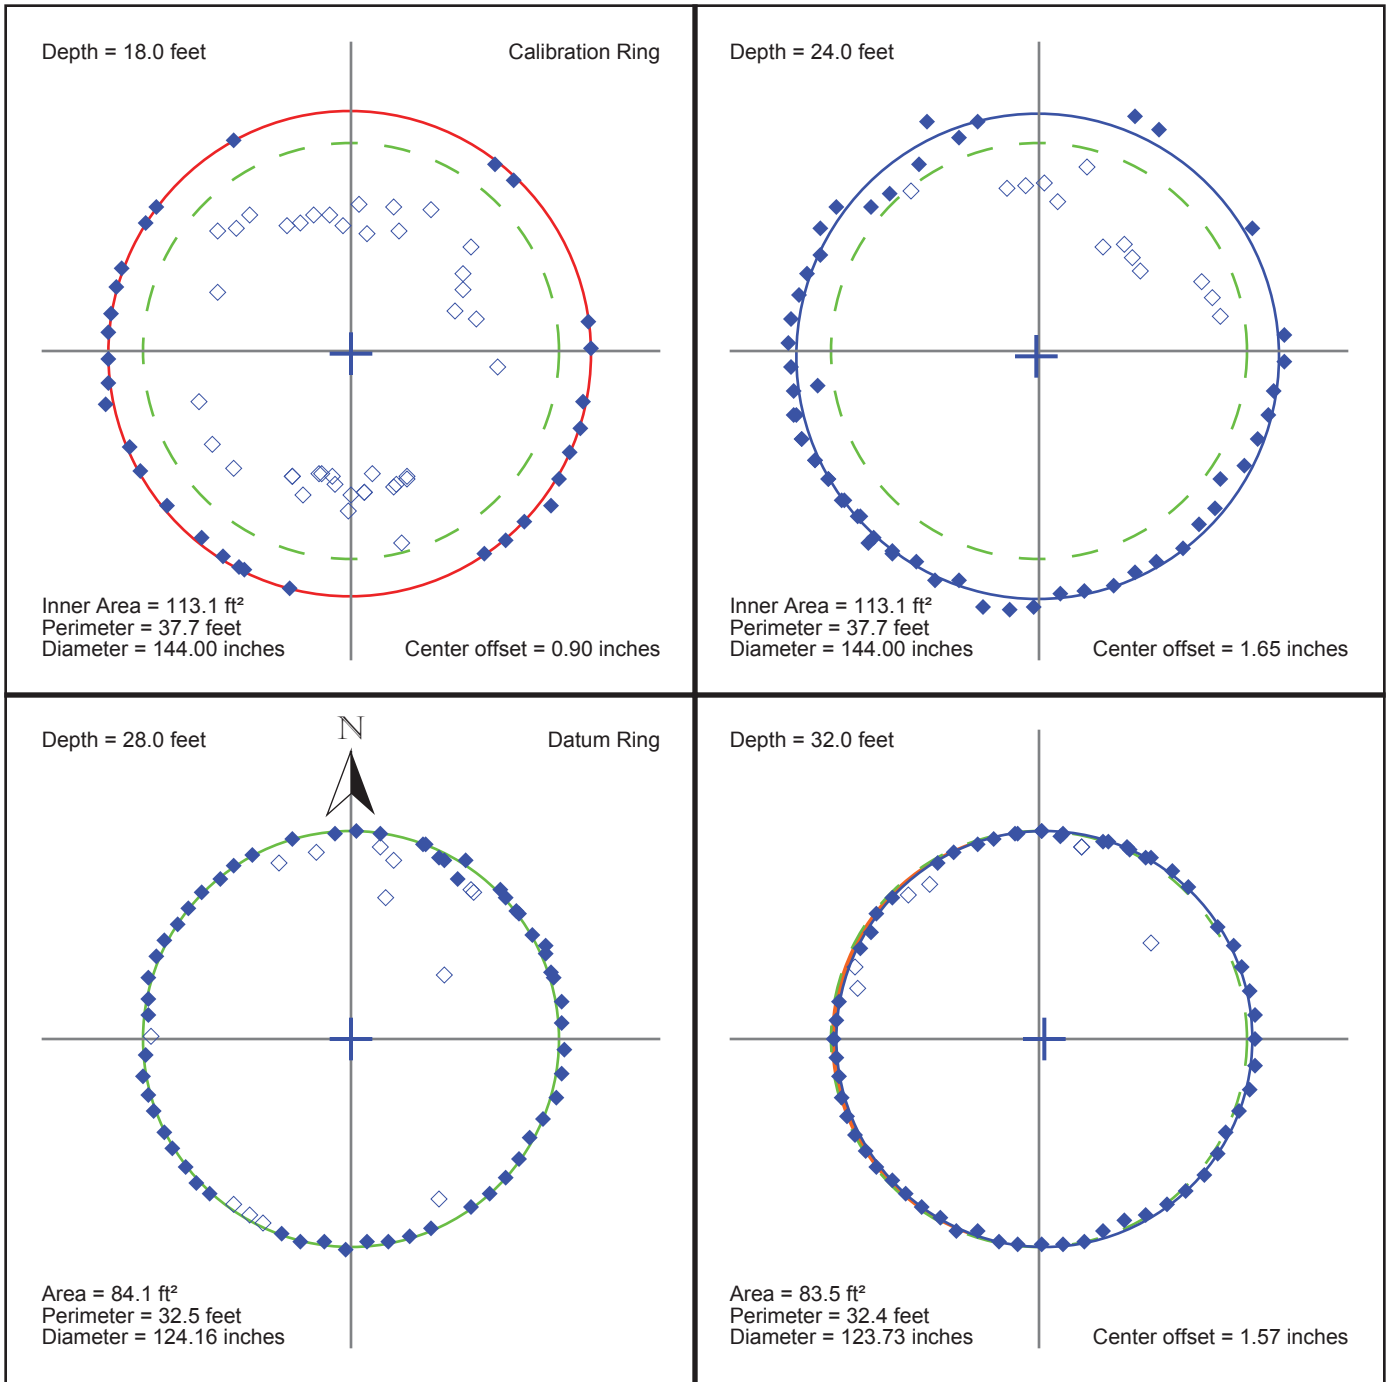 Depth = 18.0 feet
Calibration Ring
Inner Area = 113.1 ft²
Perimeter = 37.7 feet
Diameter = 144.00 inches
Center offset = 0.90 inches
Depth = 24.0 feet
Inner Area = 113.1 ft²
Perimeter = 37.7 feet
Diameter = 144.00 inches
Center offset = 1.65 inches
Depth = 28.0 feet
N
Datum Ring
Area = 84.1 ft²
Perimeter = 32.5 feet
Diameter = 124.16 inches
Depth = 32.0 feet
Area = 83.5 ft²
Perimeter = 32.4 feet
Diameter = 123.73 inches
Center offset = 1.57 inches